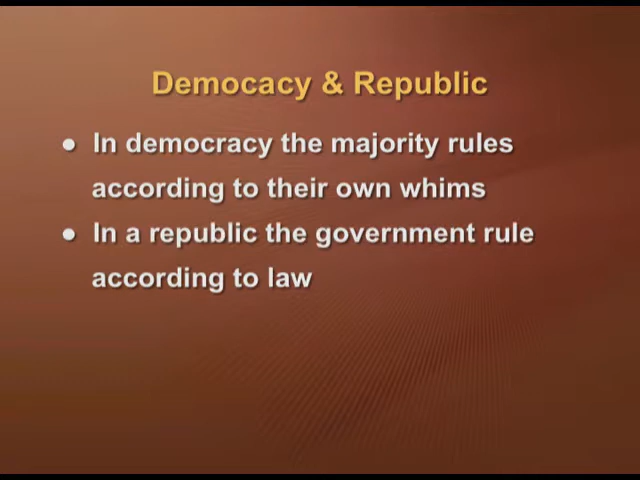 Democacy & Republic
● In democracy the majority rules
according to their own whims
● In a republic the government rule
according to law